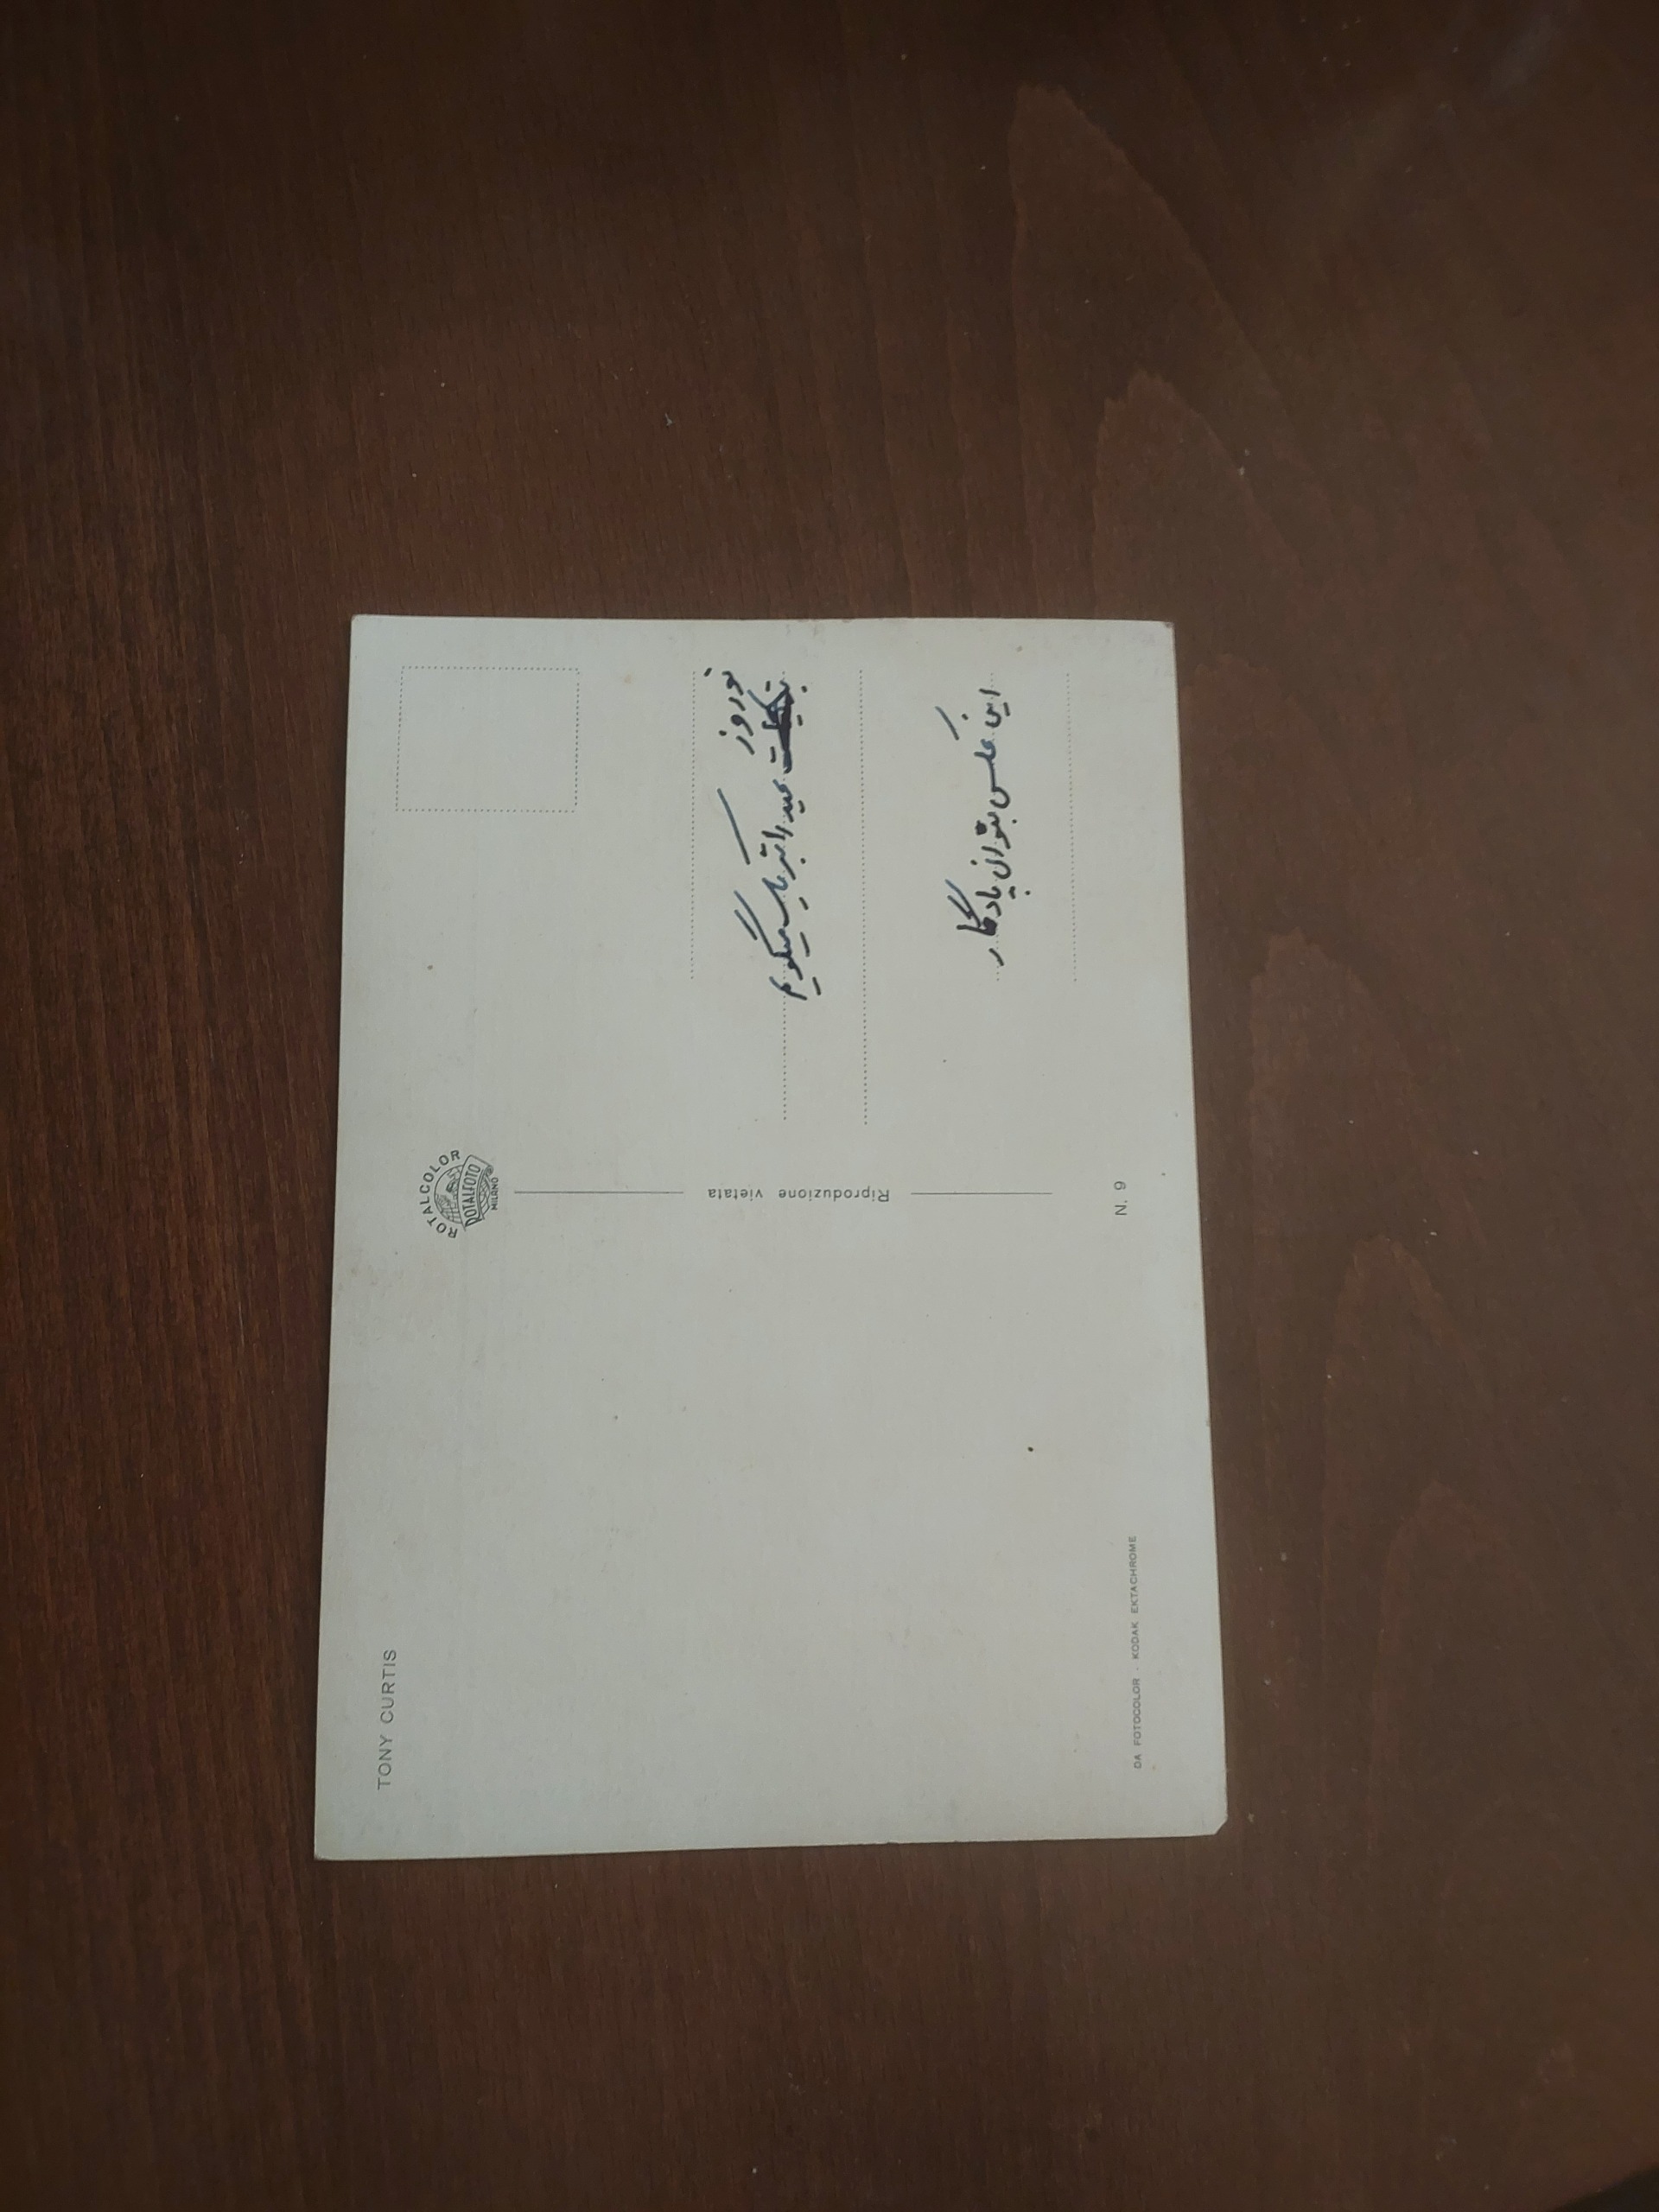 TONY CURTIS
ROTALCOLOR
ROTALFOTO
MILANO
نوروز
عید را تبریک میگویم
این عکس بعنوان یادگار
Riproduzione vietata
DA FOTOCOLOR - KODAK EKTACHROME
N. 9